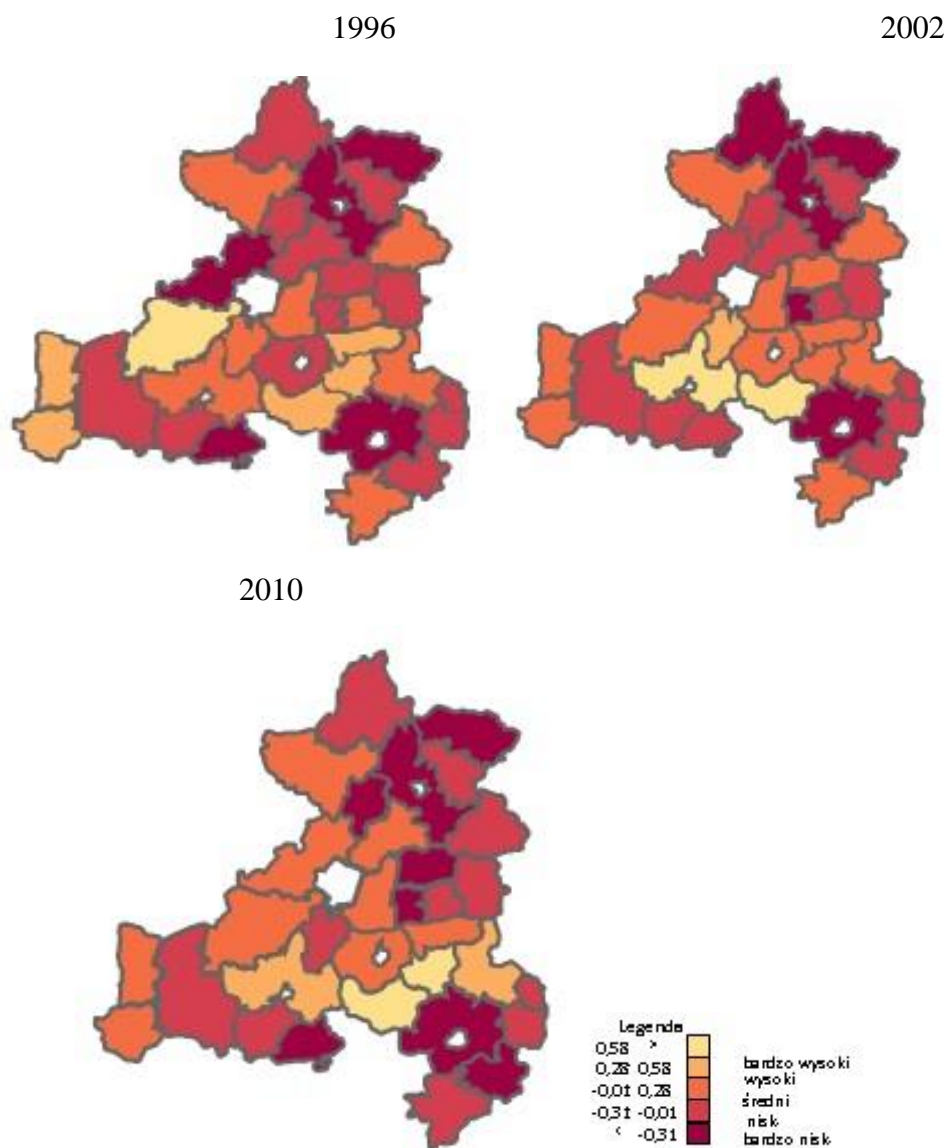 1996
2002
2010
Legenda
0,58 >
0,28 0,58
-0,01 0,28
-0,31 -0,01
< -0,31
bardzo wysoki
wysoki
średni
nisk
bardzo nisk